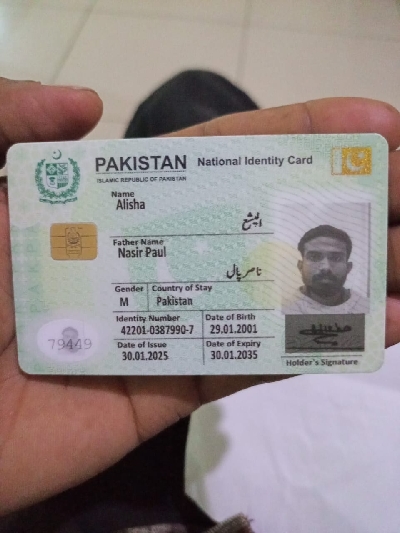 PAKISTAN National Identity Card
ISLAMIC REPUBLIC OF PAKISTAN
Name
Alisha
الیشع
Father Name
Nasir Paul
ناصر پال
Gender Country of Stay
M Pakistan
Identity Number Date of Birth
42201-0387990-7 29.01.2001
Date of Issue Date of Expiry
30.01.2025 30.01.2035
79449
Holder's Signature